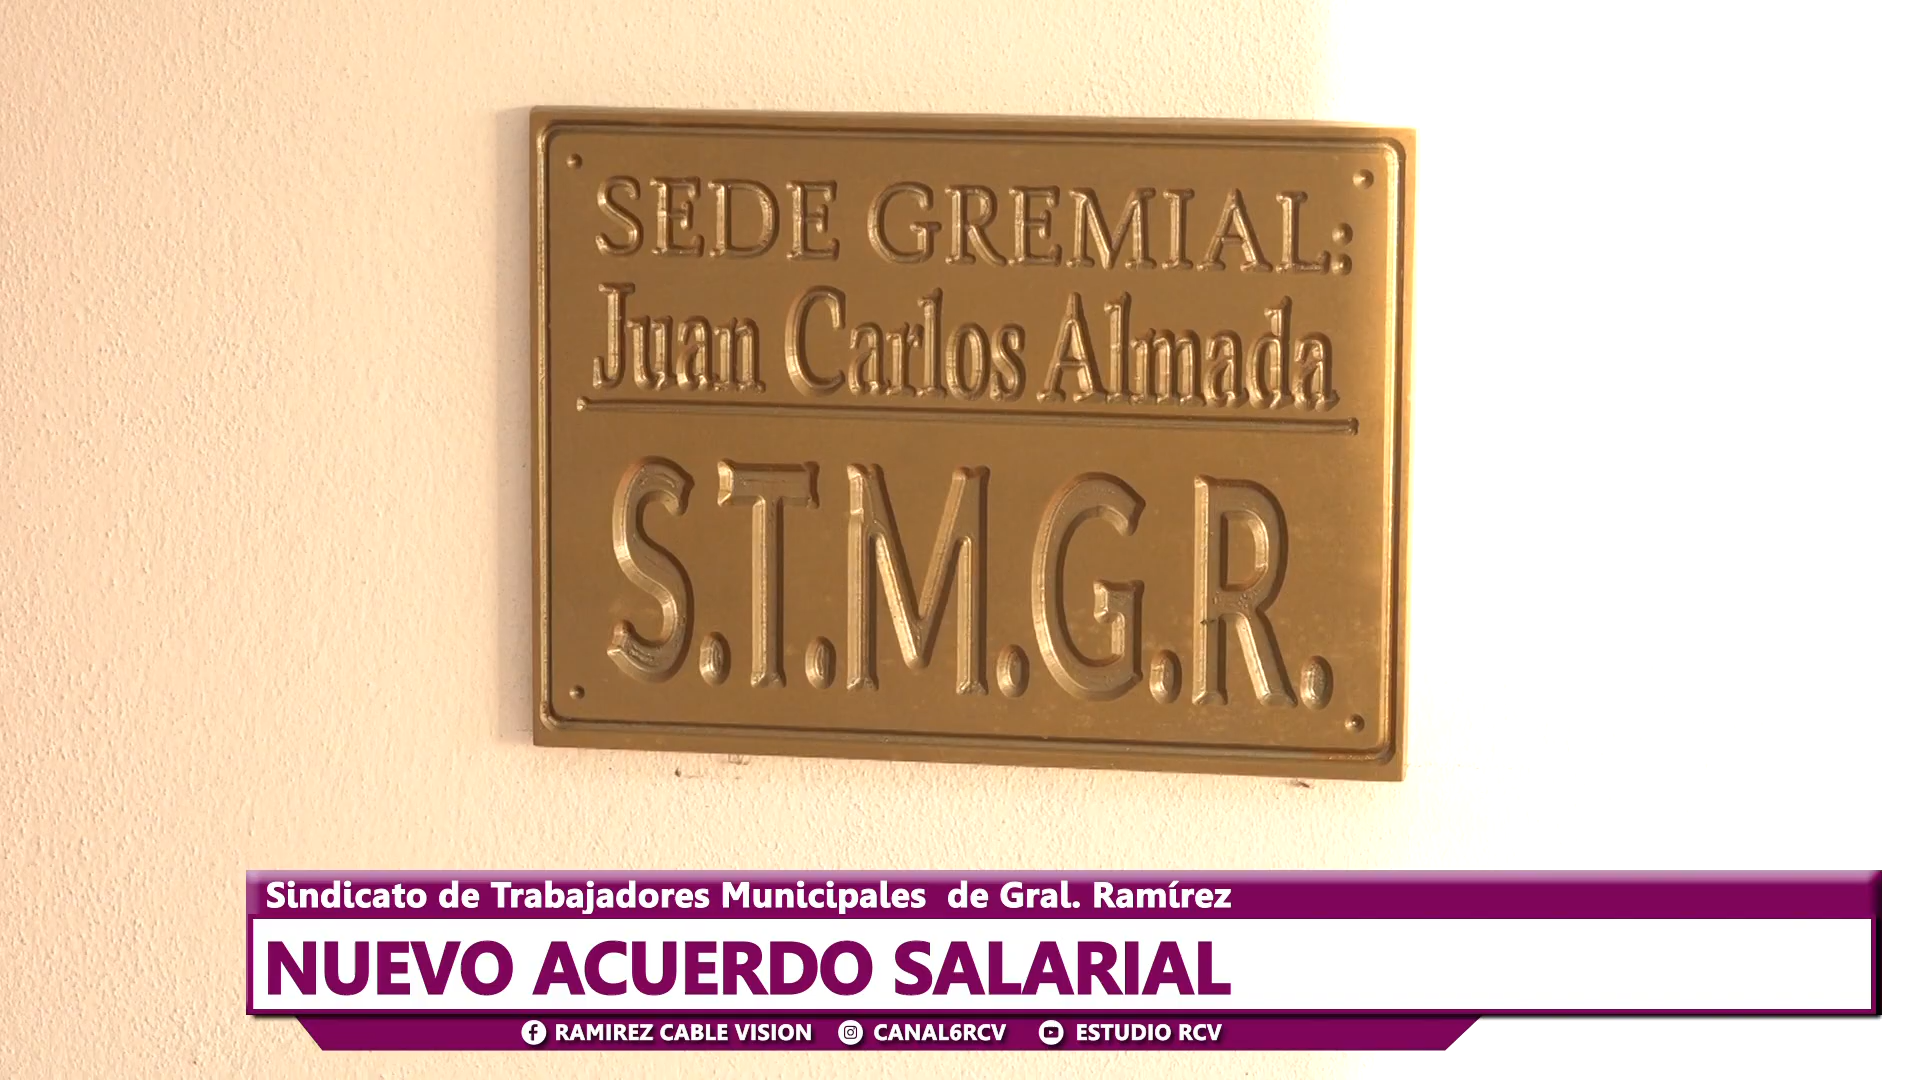 SEDE GREMIAL:
Juan Carlos Almada
S.T.M.G.R.
Sindicato de Trabajadores Municipales  de Gral. Ramírez
NUEVO ACUERDO SALARIAL
RAMIREZ CABLE VISION CANAL6RCV ESTUDIO RCV